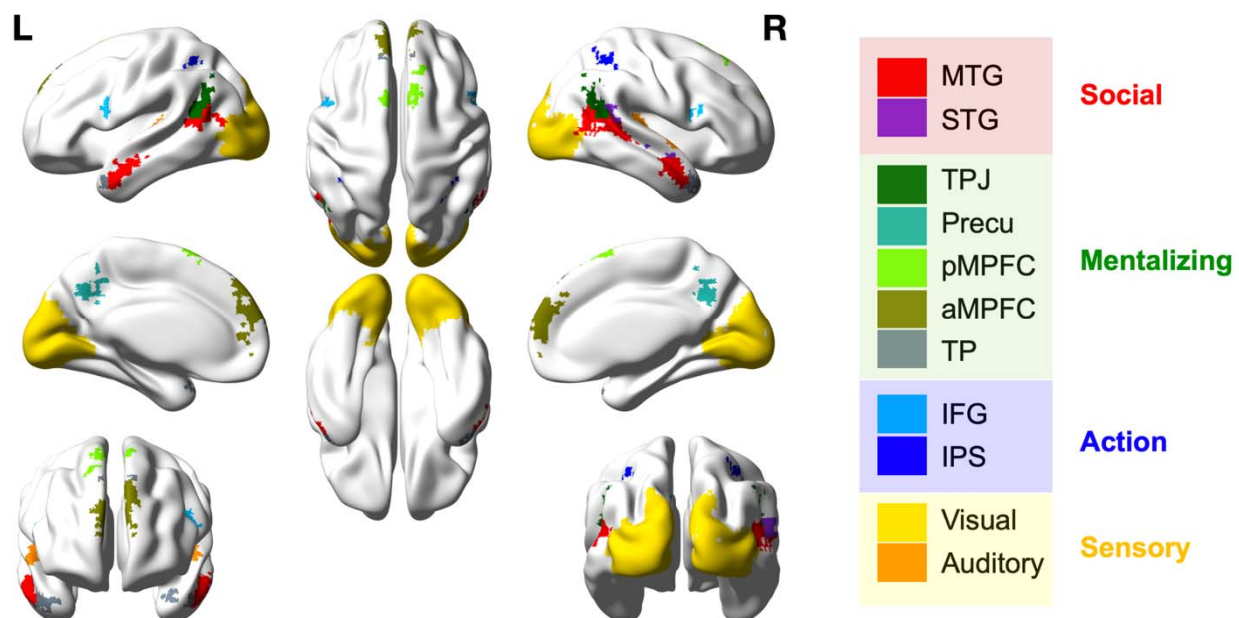 L
R
MTG
STG
Social
TPJ
Precu
pMPFC
aMPFC
TP
Mentalizing
IFG
IPS
Action
Visual
Auditory
Sensory